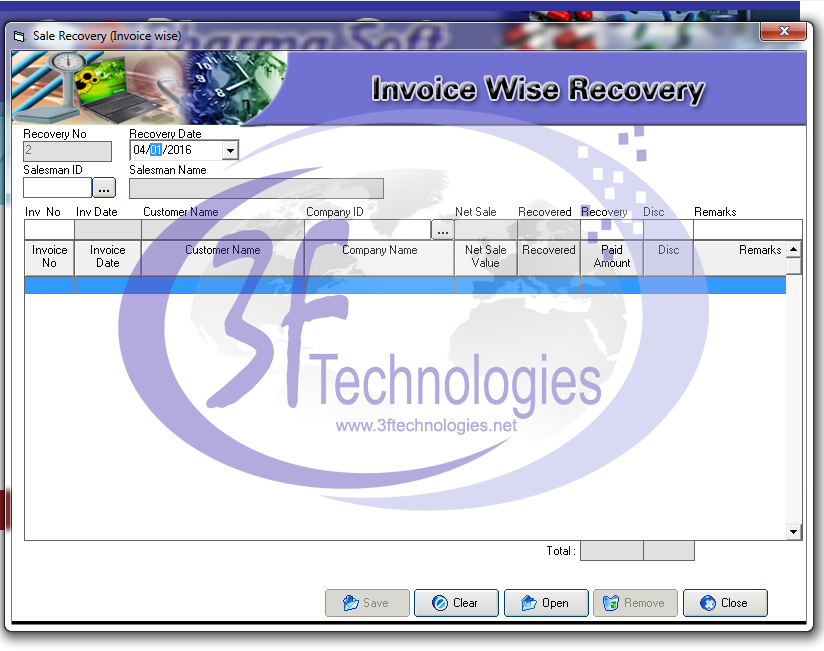 Pharma Soft
Sale Recovery (Invoice wise)
Invoice Wise Recovery
Recovery No Recovery Date
2 04/01/2016
Salesman ID Salesman Name
...
Inv No Inv Date Customer Name Company ID Net Sale Recovered Recovery Disc Remarks
...
Invoice No Invoice Date Customer Name Company Name Net Sale Value Recovered Paid Amount Disc Remarks
3F Technologies
www.3ftechnologies.net
Total :
Save Clear Open Remove Close